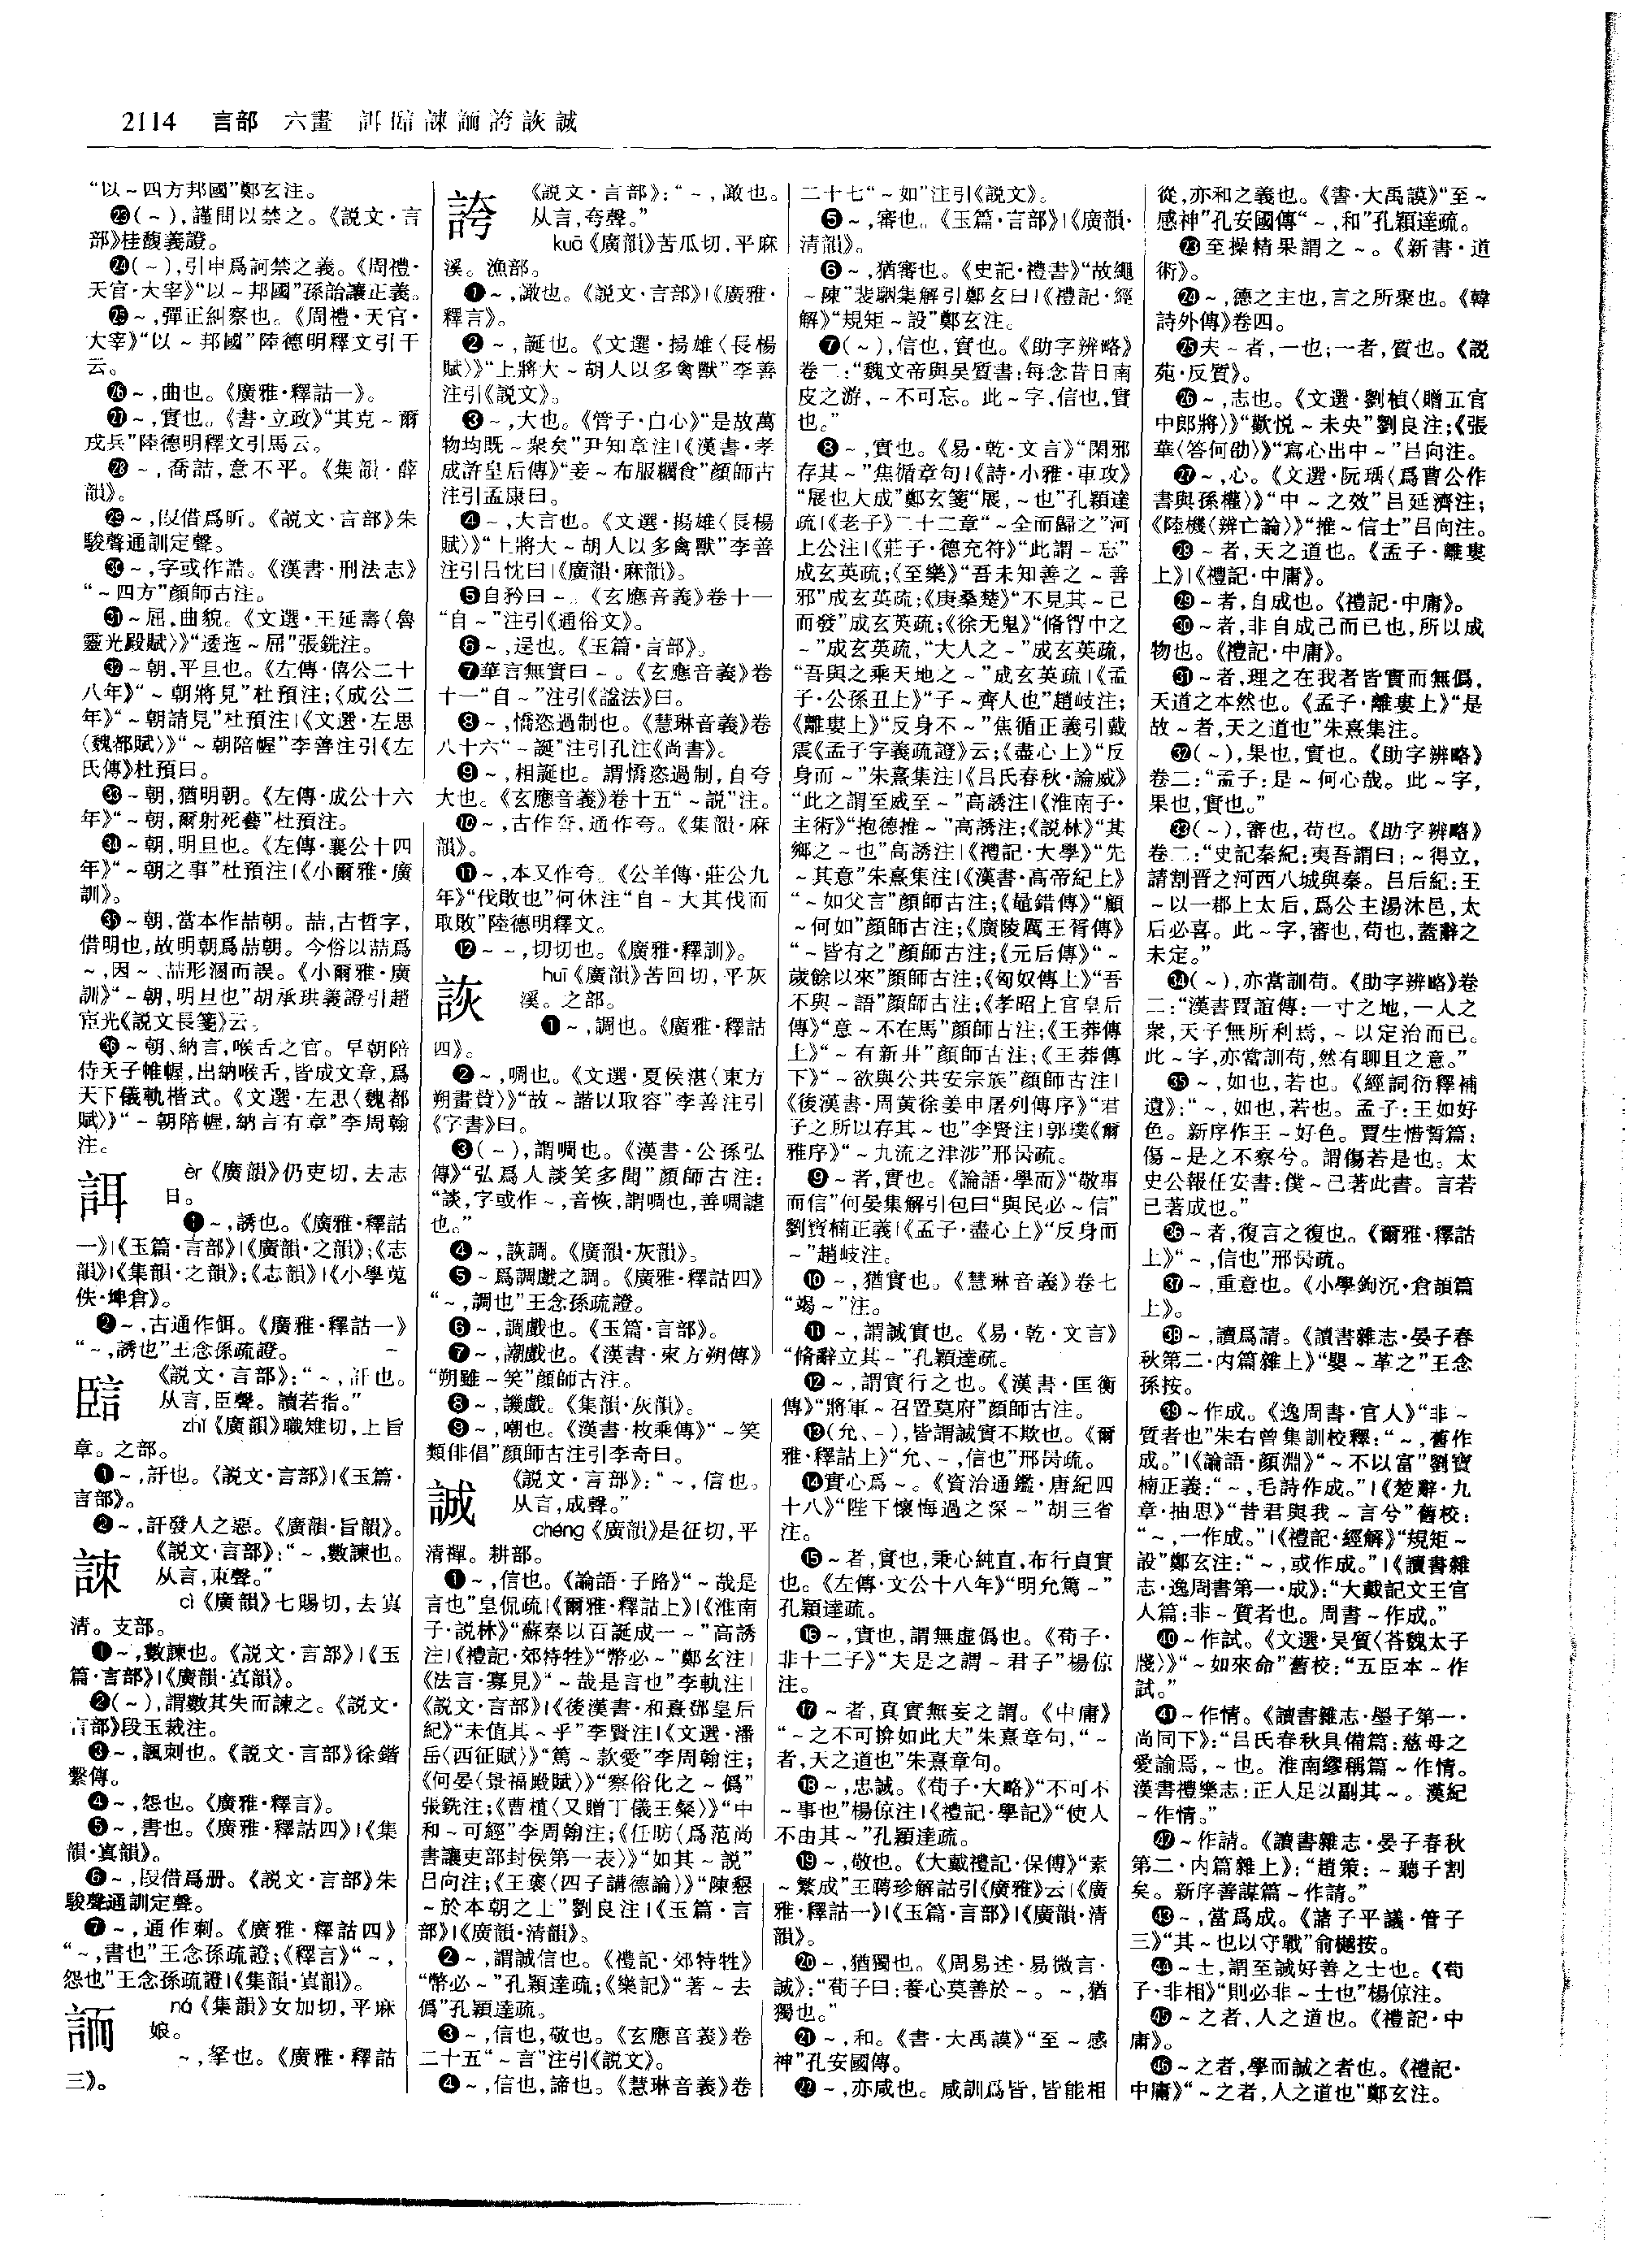 2114 言部 六畫 誀𧧼諫䛔誇詼誠
“以～四方邦國”鄭玄注。
㉓(～),謹問以禁之。《説文·言
部》桂馥義證。
㉔(～),引申爲訶禁之義。《周禮·
天官·大宰》“以～邦國”孫詒讓正義。
㉕～,彈正糾察也。《周禮·天官·
大宰》“以～邦國”陸德明釋文引干
云。
㉖～,曲也。《廣雅·釋詁一》。
㉗～,實也。《書·立政》“其克～爾
戎兵”陸德明釋文引馬云。
㉘～,喬詰,意不平。《集韻·薛
韻》。
㉙～,叚借爲昕。《説文·言部》朱
駿聲通訓定聲。
㉚～,字或作誥。《漢書·刑法志》
“～四方”顔師古注。
㉛～屈,曲貌。《文選·王延壽〈魯
靈光殿賦〉》“逶迤～屈”張銑注。
㉜～朝,平旦也。《左傳·僖公二十
八年》“～朝將見”杜預注;《成公二
年》“～朝請見”杜預注|《文選·左思
〈魏都賦〉》“～朝陪幄”李善注引《左
氏傳》杜預曰。
㉝～朝,猶明朝。《左傳·成公十六
年》“～朝,爾射死藝”杜預注。
㉞～朝,明旦也。《左傳·襄公十四
年》“～朝之事”杜預注|《小爾雅·廣
訓》。
㉟～朝,當本作喆朝。喆,古哲字,
借明也,故明朝爲喆朝。今俗以喆爲
～,因～、喆形溷而誤。《小爾雅·廣
訓》“～朝,明旦也”胡承珙義證引趙
宧光《説文長箋》云。
㊱～朝、納言,喉舌之官。早朝陪
侍天子帷幄,出納喉舌,皆成文章,爲
天下儀軌楷式。《文選·左思〈魏都
賦〉》“～朝陪幄,納言有章”李周翰
注。
誀 èr《廣韻》仍吏切,去志
日。
❶～,誘也。《廣雅·釋詁
一》|《玉篇·言部》|《廣韻·之韻》;《志
韻》|《集韻·之韻》;《志韻》|《小學蒐
佚·埤倉》。
❷～,古通作餌。《廣雅·釋詁一》
“～,誘也”王念孫疏證。
《説文·言部》:“～,訐也。
从言,臣聲。讀若指。”
zhǐ《廣韻》職雉切,上旨
章。之部。
❶～,訐也。《説文·言部》|《玉篇·
言部》。
❷～,訐發人之惡。《廣韻·旨韻》。
諫 《説文·言部》:“～,數諫也。
从言,朿聲。”
cì《廣韻》七賜切,去寘
清。支部。
❶～,數諫也。《説文·言部》|《玉
篇·言部》|《廣韻·寘韻》。
❷(～),謂數其失而諫之。《説文·
言部》段玉裁注。
❸～,諷刺也。《説文·言部》徐鍇
繫傳。
❹～,怨也。《廣雅·釋言》。
❺～,書也。《廣雅·釋詁四》|《集
韻·寘韻》。
❻～,叚借爲册。《説文·言部》朱
駿聲通訓定聲。
❼～,通作刺。《廣雅·釋詁四》
“～,書也”王念孫疏證;《釋言》“～,
怨也”王念孫疏證|《集韻·寘韻》。
ná《集韻》女加切,平麻
娘。
～,拏也。《廣雅·釋詁
三》。
誇 《説文·言部》:“～,譀也。
从言,夸聲。”
kuā《廣韻》苦瓜切,平麻
溪。漁部。
❶～,譀也。《説文·言部》|《廣雅·
釋言》。
❷～,誕也。《文選·揚雄〈長楊
賦〉》“上將大～胡人以多禽獸”李善
注引《説文》。
❸～,大也。《管子·白心》“是故萬
物均既～衆矣”尹知章注|《漢書·孝
成許皇后傳》“妾～布服糲食”顔師古
注引孟康曰。
❹～,大言也。《文選·揚雄〈長楊
賦〉》“上將大～胡人以多禽獸”李善
注引吕忱曰|《廣韻·麻韻》。
❺自矜曰～。《玄應音義》卷十一
“自～”注引《通俗文》。
❻～,逞也。《玉篇·言部》。
❼華言無實曰～。《玄應音義》卷
十一“自～”注引《謚法》曰。
❽～,憍恣過制也。《慧琳音義》卷
八十六“～誕”注引孔注《尚書》。
❾～,相誕也。謂憍恣過制,自夸
大也。《玄應音義》卷十五“～説”注。
❿～,古作夻,通作夸。《集韻·麻
韻》。
⓫～,本又作夸。《公羊傳·莊公九
年》“伐敗也”何休注“自～大其伐而
取敗”陸德明釋文。
⓬～～,切切也。《廣雅·釋訓》。
詼 huī《廣韻》苦回切,平灰
溪。之部。
❶～,調也。《廣雅·釋詁
四》。
❷～,啁也。《文選·夏侯湛〈東方
朔畫贊〉》“故～諧以取容”李善注引
《字書》曰。
❸(～),謂啁也。《漢書·公孫弘
傳》“弘爲人談笑多聞”顔師古注:
“談,字或作～,音恢,謂啁也,善啁謔
也。”
❹～,詼調。《廣韻·灰韻》。
❺～爲調戲之調。《廣雅·釋詁四》
“～,調也”王念孫疏證。
❻～,調戲也。《玉篇·言部》。
❼～,潮戲也。《漢書·東方朔傳》
“朔雖～笑”顔師古注。
❽～,譏戲。《集韻·灰韻》。
❾～,嘲也。《漢書·枚乘傳》“～笑
類俳倡”顔師古注引李奇曰。
誠 《説文·言部》:“～,信也。
从言,成聲。”
chéng《廣韻》是征切,平
清禪。耕部。
❶～,信也。《論語·子路》“～哉是
言也”皇侃疏|《爾雅·釋詁上》|《淮南
子·説林》“蘇秦以百誕成一～”高誘
注|《禮記·郊特牲》“幣必～”鄭玄注|
《法言·寡見》“～哉是言也”李軌注|
《説文·言部》|《後漢書·和熹鄧皇后
紀》“未值其～乎”李賢注|《文選·潘
岳〈西征賦〉》“篤～款愛”李周翰注;
《何晏〈景福殿賦〉》“察俗化之～僞”
張銑注;《曹植〈又贈丁儀王粲〉》“中
和～可經”李周翰注;《任昉〈爲范尚
書讓吏部封侯第一表〉》“如其～説”
吕向注;《王褒〈四子講德論〉》“陳懇
～於本朝之上”劉良注|《玉篇·言
部》|《廣韻·清韻》。
❷～,謂誠信也。《禮記·郊特牲》
“幣必～”孔穎達疏;《樂記》“著～去
僞”孔穎達疏。
❸～,信也,敬也。《玄應音義》卷
二十五“～言”注引《説文》。
❹～,信也,諦也。《慧琳音義》卷
二十七“～如”注引《説文》。
❺～,審也。《玉篇·言部》|《廣韻·
清韻》。
❻～,猶審也。《史記·禮書》“故繩
～陳”裴駰集解引鄭玄曰|《禮記·經
解》“規矩～設”鄭玄注。
❼(～),信也,實也。《助字辨略》
卷二:“魏文帝與吴質書:每念昔日南
皮之游,～不可忘。此～字,信也,實
也。”
❽～,實也。《易·乾·文言》“閑邪
存其～”焦循章句|《詩·小雅·車攻》
“展也大成”鄭玄箋“展,～也”孔穎達
疏|《老子》二十二章“～全而歸之”河
上公注|《莊子·德充符》“此謂～忘”
成玄英疏;《至樂》“吾未知善之～善
邪”成玄英疏;《庚桑楚》“不見其～己
而發”成玄英疏;《徐无鬼》“脩胷中之
～”成玄英疏,“大人之～”成玄英疏,
“吾與之乘天地之～”成玄英疏|《孟
子·公孫丑上》“子～齊人也”趙岐注;
《離婁上》“反身不～”焦循正義引戴
震《孟子字義疏證》云;《盡心上》“反
身而～”朱熹集注|《吕氏春秋·論威》
“此之謂至威至～”高誘注|《淮南子·
主術》“抱德推～”高誘注;《説林》“其
鄉之～也”高誘注|《禮記·大學》“先
～其意”朱熹集注|《漢書·高帝紀上》
“～如父言”顔師古注;《鼂錯傳》“顧
～何如”顔師古注;《廣陵厲王胥傳》
“～皆有之”顔師古注;《元后傳》“～
歲餘以來”顔師古注;《匈奴傳上》“吾
不與～語”顔師古注;《孝昭上官皇后
傳》“意～不在馬”顔師古注;《王莽傳
上》“～有新井”顔師古注;《王莽傳
下》“～欲與公共安宗族”顔師古注|
《後漢書·周黄徐姜申屠列傳序》“君
子之所以存其～也”李賢注|郭璞《爾
雅序》“～九流之津涉”邢昺疏。
❾～者,實也。《論語·學而》“敬事
而信”何晏集解引包曰“與民必～信”
劉寶楠正義|《孟子·盡心上》“反身而
～”趙岐注。
❿～,猶實也。《慧琳音義》卷七
“竭～”注。
⓫～,謂誠實也。《易·乾·文言》
“脩辭立其～”孔穎達疏。
⓬～,謂實行之也。《漢書·匡衡
傳》“將軍～召置莫府”顔師古注。
⓭(允、～),皆謂誠實不欺也。《爾
雅·釋詁上》“允、～,信也”邢昺疏。
⓮實心爲～。《資治通鑑·唐紀四
十八》“陛下懷悔過之深～”胡三省
注。
⓯～者,實也,秉心純直,布行貞實
也。《左傳·文公十八年》“明允篤～”
孔穎達疏。
⓰～,實也,謂無虚僞也。《荀子·
非十二子》“夫是之謂～君子”楊倞
注。
⓱～者,真實無妄之謂。《中庸》
“～之不可揜如此夫”朱熹章句,“～
者,天之道也”朱熹章句。
⓲～,忠誠。《荀子·大略》“不可不
～事也”楊倞注|《禮記·學記》“使人
不由其～”孔穎達疏。
⓳～,敬也。《大戴禮記·保傅》“素
～繁成”王聘珍解詁引《廣雅》云|《廣
雅·釋詁一》|《玉篇·言部》|《廣韻·清
韻》。
⓴～,猶獨也。《周易述·易微言·
誠》:“荀子曰:養心莫善於～。～,猶
獨也。”
㉑～,和。《書·大禹謨》“至～感
神”孔安國傳。
㉒～,亦咸也。咸訓爲皆,皆能相
從,亦和之義也。《書·大禹謨》“至～
感神”孔安國傳“～,和”孔穎達疏。
㉓至操精果謂之～。《新書·道
術》。
㉔～,德之主也,言之所聚也。《韓
詩外傳》卷四。
㉕夫～者,一也;一者,質也。《説
苑·反質》。
㉖～,志也。《文選·劉楨〈贈五官
中郎將〉》“歡悦～未央”劉良注;《張
華〈答何劭〉》“寫心出中～”吕向注。
㉗～,心。《文選·阮瑀〈爲曹公作
書與孫權〉》“中～之效”吕延濟注;
《陸機〈辨亡論〉》“推～信士”吕向注。
㉘～者,天之道也。《孟子·離婁
上》|《禮記·中庸》。
㉙～者,自成也。《禮記·中庸》。
㉚～者,非自成己而已也,所以成
物也。《禮記·中庸》。
㉛～者,理之在我者皆實而無僞,
天道之本然也。《孟子·離婁上》“是
故～者,天之道也”朱熹集注。
㉜(～),果也,實也。《助字辨略》
卷二:“孟子:是～何心哉。此～字,
果也,實也。”
㉝(～),審也,苟也。《助字辨略》
卷二:“史記秦紀:夷吾謂曰:～得立,
請割晋之河西八城與秦。吕后紀:王
～以一郡上太后,爲公主湯沐邑,太
后必喜。此～字,審也,苟也,蓋辭之
未定。”
㉞(～),亦當訓苟。《助字辨略》卷
二:“漢書賈誼傳:一寸之地,一人之
衆,天子無所利焉,～以定治而已。
此～字,亦當訓苟,然有聊且之意。”
㉟～,如也,若也。《經詞衍釋補
遺》:“～,如也,若也。孟子:王如好
色。新序作王～好色。賈生惜誓篇:
傷～是之不察兮。謂傷若是也。太
史公報任安書:僕～已著此書。言若
已著成也。”
㊱～者,復言之復也。《爾雅·釋詁
上》“～,信也”邢昺疏。
㊲～,重意也。《小學鉤沉·倉頡篇
上》。
㊳～,讀爲請。《讀書雜志·晏子春
秋第二·内篇雜上》“嬰～革之”王念
孫按。
㊴～作成。《逸周書·官人》“非～
質者也”朱右曾集訓校釋:“～,舊作
成。”|《論語·顔淵》“～不以富”劉寶
楠正義:“～,毛詩作成。”|《楚辭·九
章·抽思》“昔君與我～言兮”舊校:
“～,一作成。”|《禮記·經解》“規矩～
設”鄭玄注:“～,或作成。”|《讀書雜
志·逸周書第一·成》:“大戴記文王官
人篇:非～質者也。周書～作成。”
㊵～作試。《文選·吴質〈荅魏太子
牋〉》“～如來命”舊校:“五臣本～作
試。”
㊶～作情。《讀書雜志·墨子第一·
尚同下》:“吕氏春秋具備篇:慈母之
愛諭焉,～也。淮南繆稱篇～作情。
漢書禮樂志:正人足以副其～。漢紀
～作情。”
㊷～作請。《讀書雜志·晏子春秋
第二·内篇雜上》:“趙策:～聽子割
矣。新序善謀篇～作請。”
㊸～,當爲成。《諸子平議·管子
三》“其～也以守戰”俞樾按。
㊹～士,謂至誠好善之士也。《荀
子·非相》“則必非～士也”楊倞注。
㊺～之者,人之道也。《禮記·中
庸》。
㊻～之者,學而誠之者也。《禮記·
中庸》“～之者,人之道也”鄭玄注。